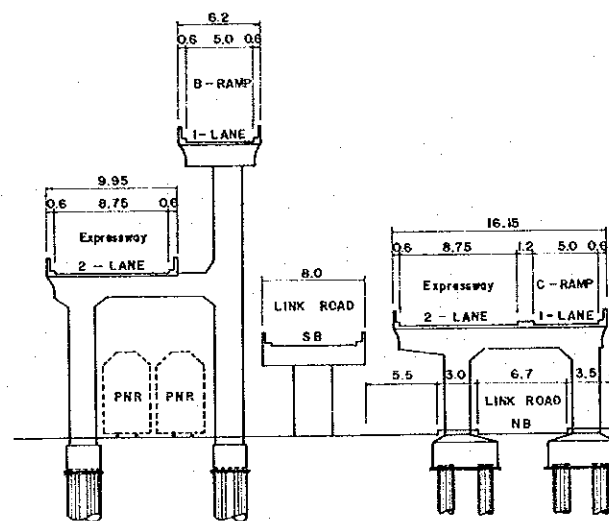 6.2
0.6 5.0 0.6
B-RAMP
1-LANE
9.95
0.6 8.75 0.6
Expressway
2-LANE
PNR PNR
8.0
LINK ROAD
SB
16.15
0.6 8.75 1.2 5.0 0.6
Expressway C-RAMP
2-LANE 1-LANE
5.5 3.0 6.7 3.5
LINK ROAD
NB